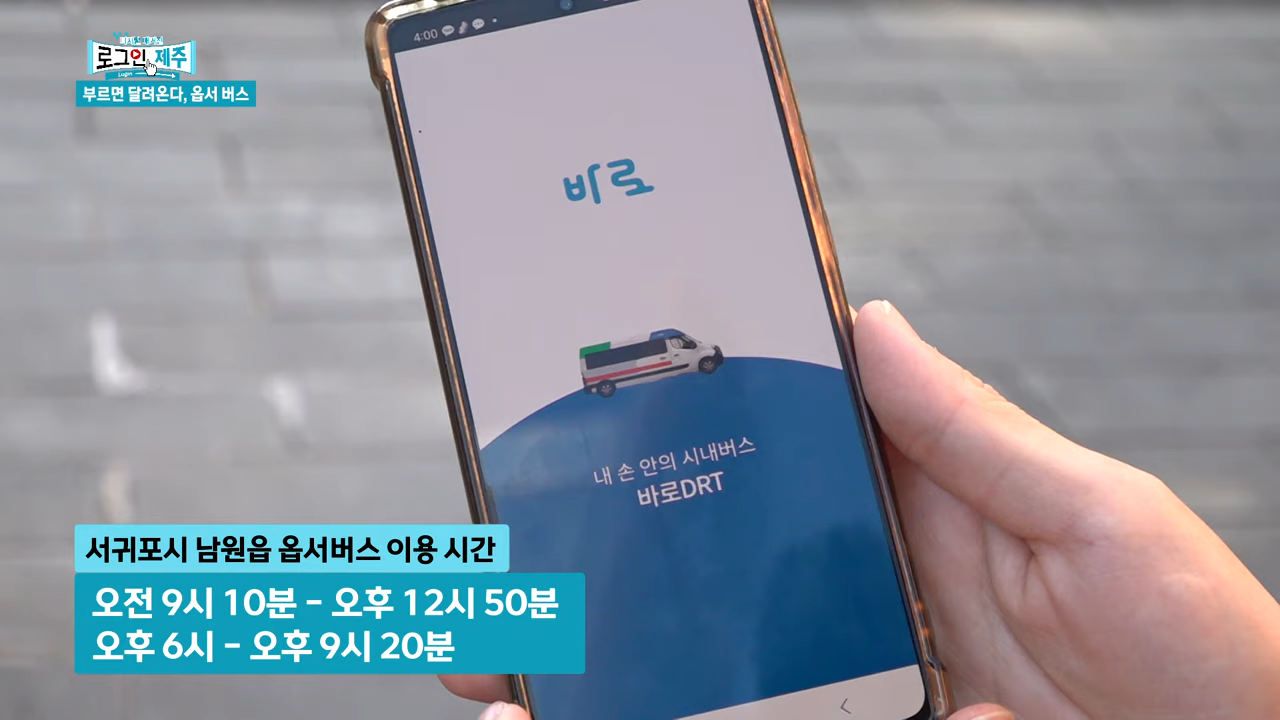 로그인 제주
Login
부르면 달려온다, 옵서 버스
4:00
바로
내 손 안의 시내버스
바로DRT
서귀포시 남원읍 옵서버스 이용 시간
오전 9시 10분 - 오후 12시 50분
오후 6시 - 오후 9시 20분